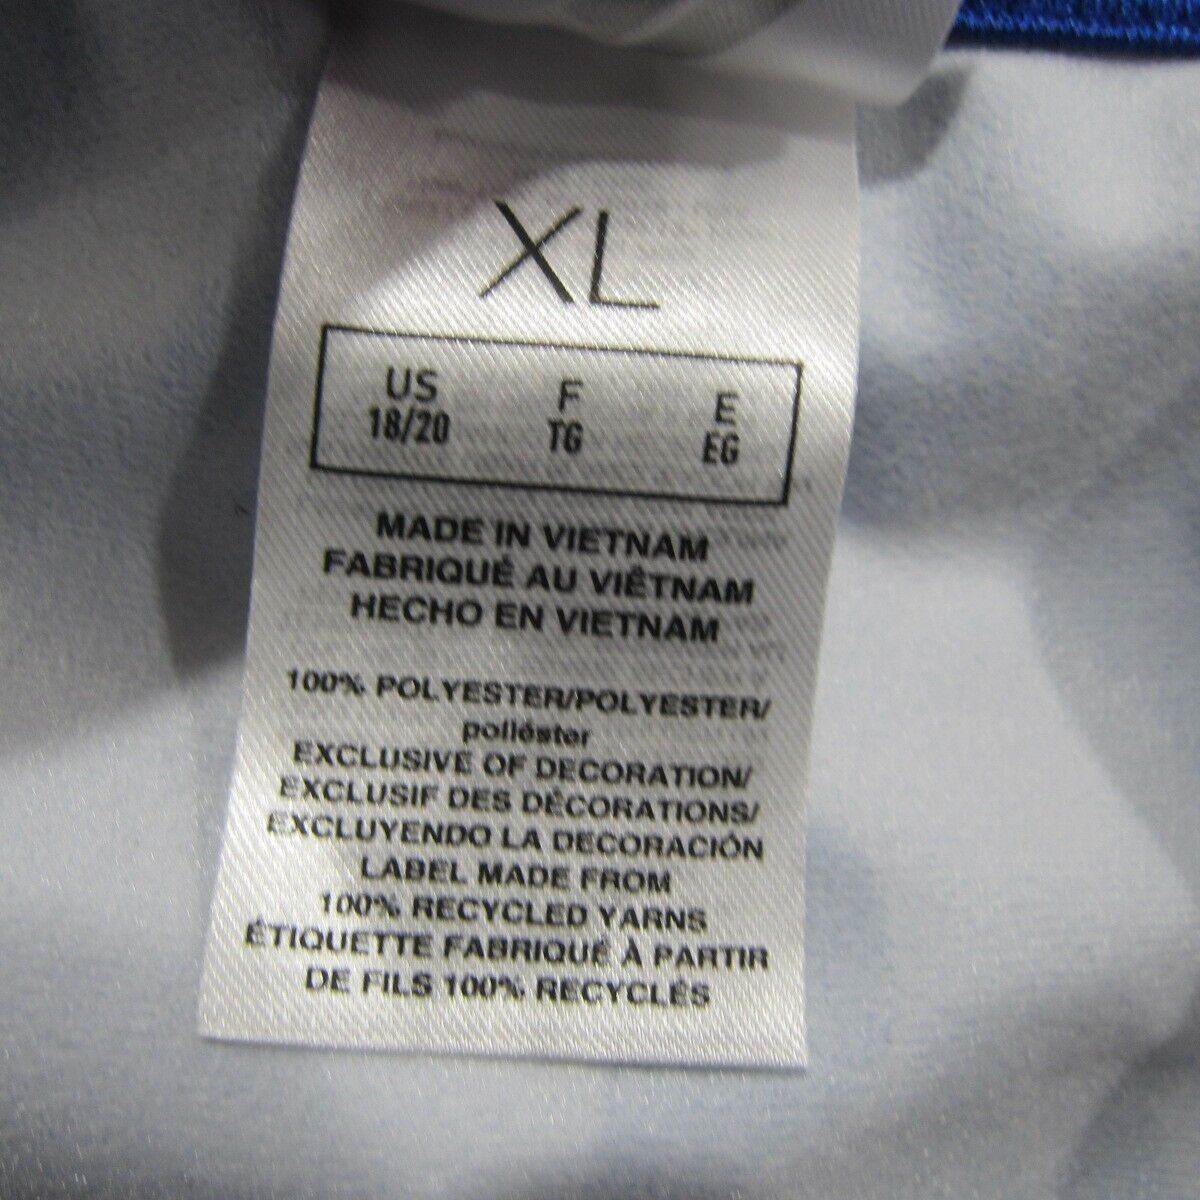 XL
US F E
18/20 TG EG
MADE IN VIETNAM
FABRIQUÉ AU VIÊTNAM
HECHO EN VIETNAM
100% POLYESTER/POLYESTER/
poliéster
EXCLUSIVE OF DECORATION/
EXCLUSIF DES DÉCORATIONS/
EXCLUYENDO LA DECORACIÓN
LABEL MADE FROM
100% RECYCLED YARNS
ÉTIQUETTE FABRIQUÉ À PARTIR
DE FILS 100% RECYCLÉS